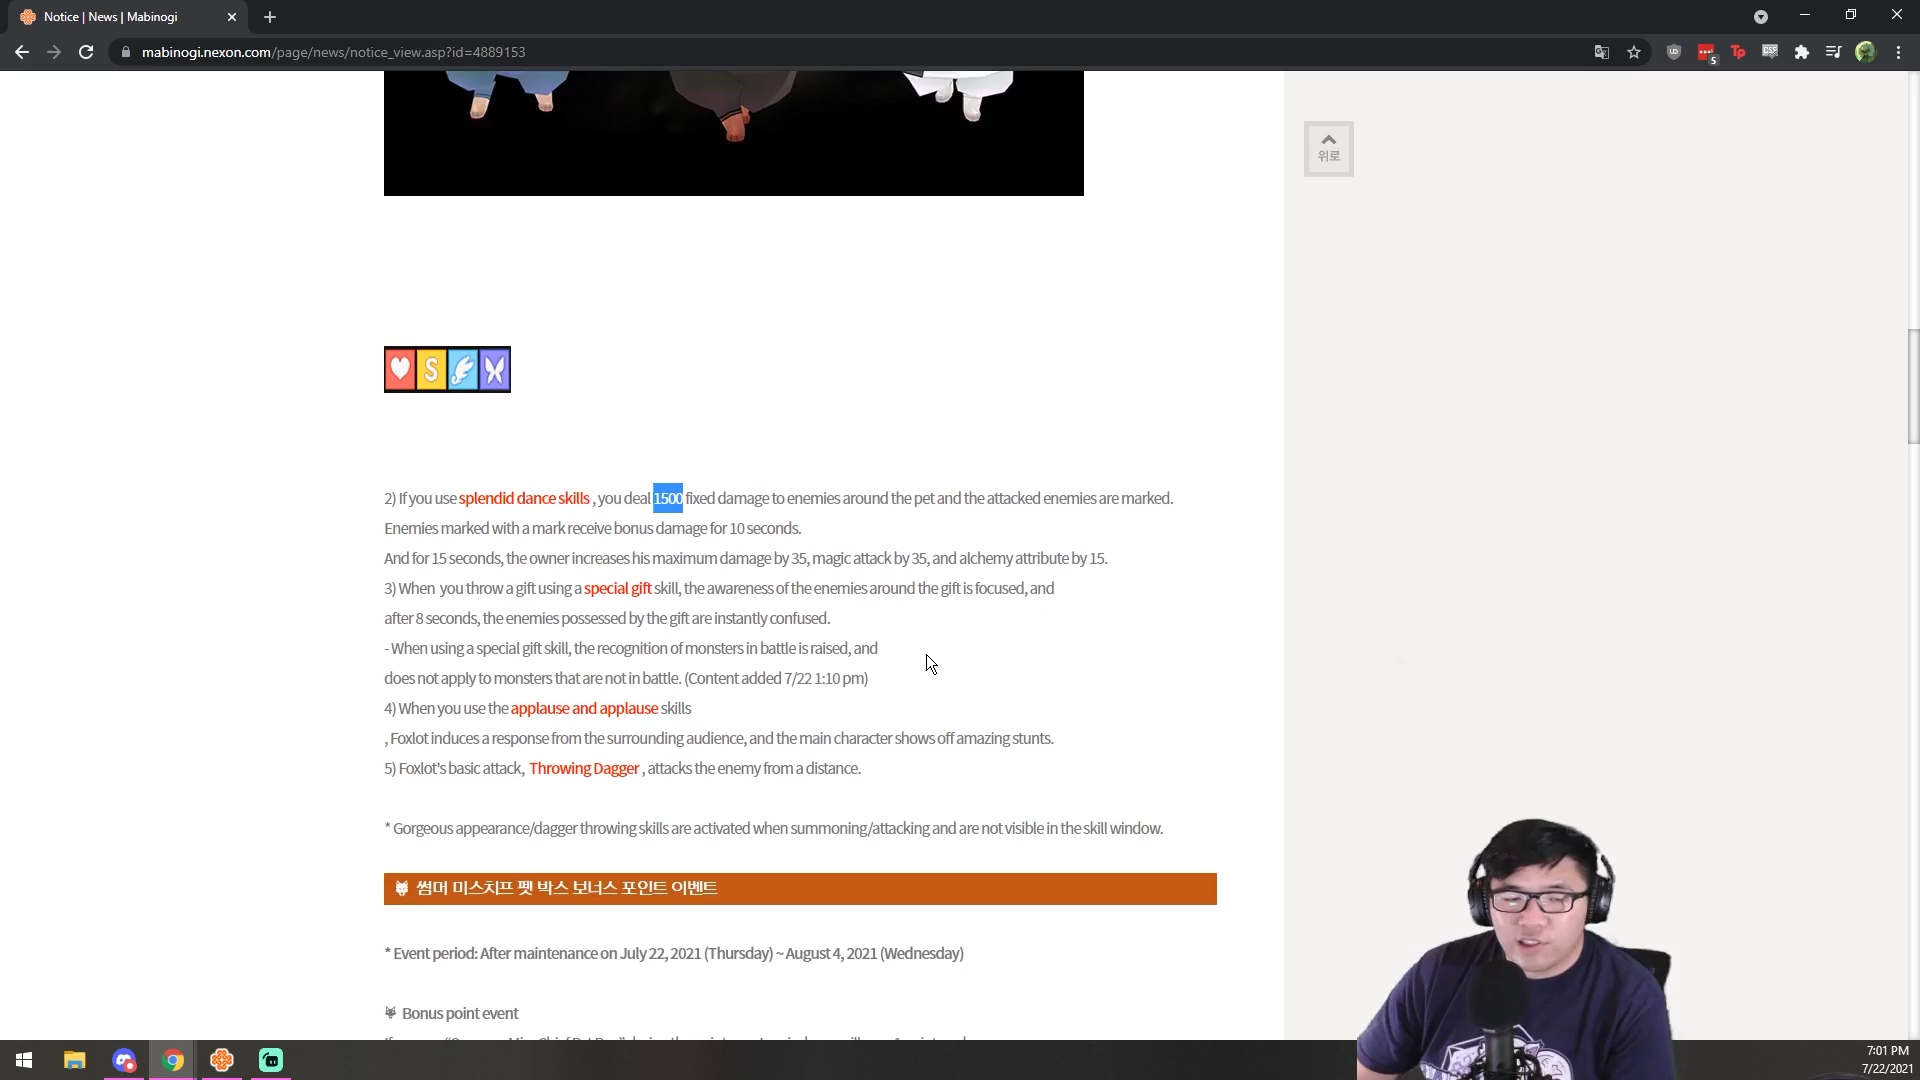 Notice | News | Mabinogi
mabinogi.nexon.com/page/news/notice_view.asp?id=4889153
5
위로
S
2) If you use splendid dance skills , you deal 1500 fixed damage to enemies around the pet and the attacked enemies are marked.
Enemies marked with a mark receive bonus damage for 10 seconds.
And for 15 seconds, the owner increases his maximum damage by 35, magic attack by 35, and alchemy attribute by 15.
3) When you throw a gift using a special gift skill, the awareness of the enemies around the gift is focused, and
after 8 seconds, the enemies possessed by the gift are instantly confused.
- When using a special gift skill, the recognition of monsters in battle is raised, and
does not apply to monsters that are not in battle. (Content added 7/22 1:10 pm)
4) When you use the applause and applause skills
, Foxlot induces a response from the surrounding audience, and the main character shows off amazing stunts.
5) Foxlot's basic attack, Throwing Dagger , attacks the enemy from a distance.
* Gorgeous appearance/dagger throwing skills are activated when summoning/attacking and are not visible in the skill window.
썸머 미스치프 펫 박스 보너스 포인트 이벤트
* Event period: After maintenance on July 22, 2021 (Thursday) ~ August 4, 2021 (Wednesday)
Bonus point event
7:01 PM
7/22/2021